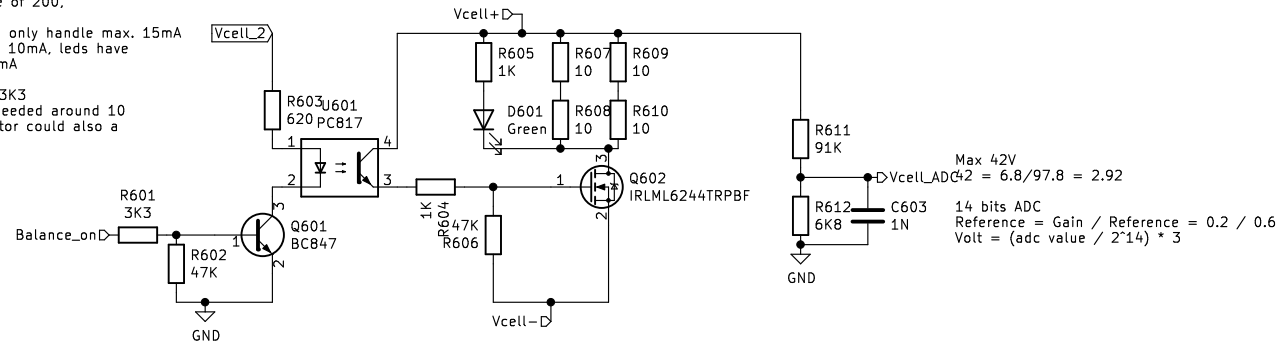 e of 200,
only handle max. 15mA
10mA, leds have
mA
3K3
eeded around 10
tor could also a
Vcell_2
Vcell+
R603
620
U601
PC817
1
2
4
3
R605
1K
D601
Green
R607
10
R608
10
R609
10
R610
10
R601
3K3
Balance_on
R602
47K
1
3
2
Q601
BC847
GND
1K
R604
47K
R606
1
3
2
Q602
IRLML6244TRPBF
Vcell-
R611
91K
R612
6K8
C603
1N
GND
Vcell_ADC
Max 42V
42 = 6.8/97.8 = 2.92
14 bits ADC
Reference = Gain / Reference = 0.2 / 0.6
Volt = (adc value / 2^14) * 3